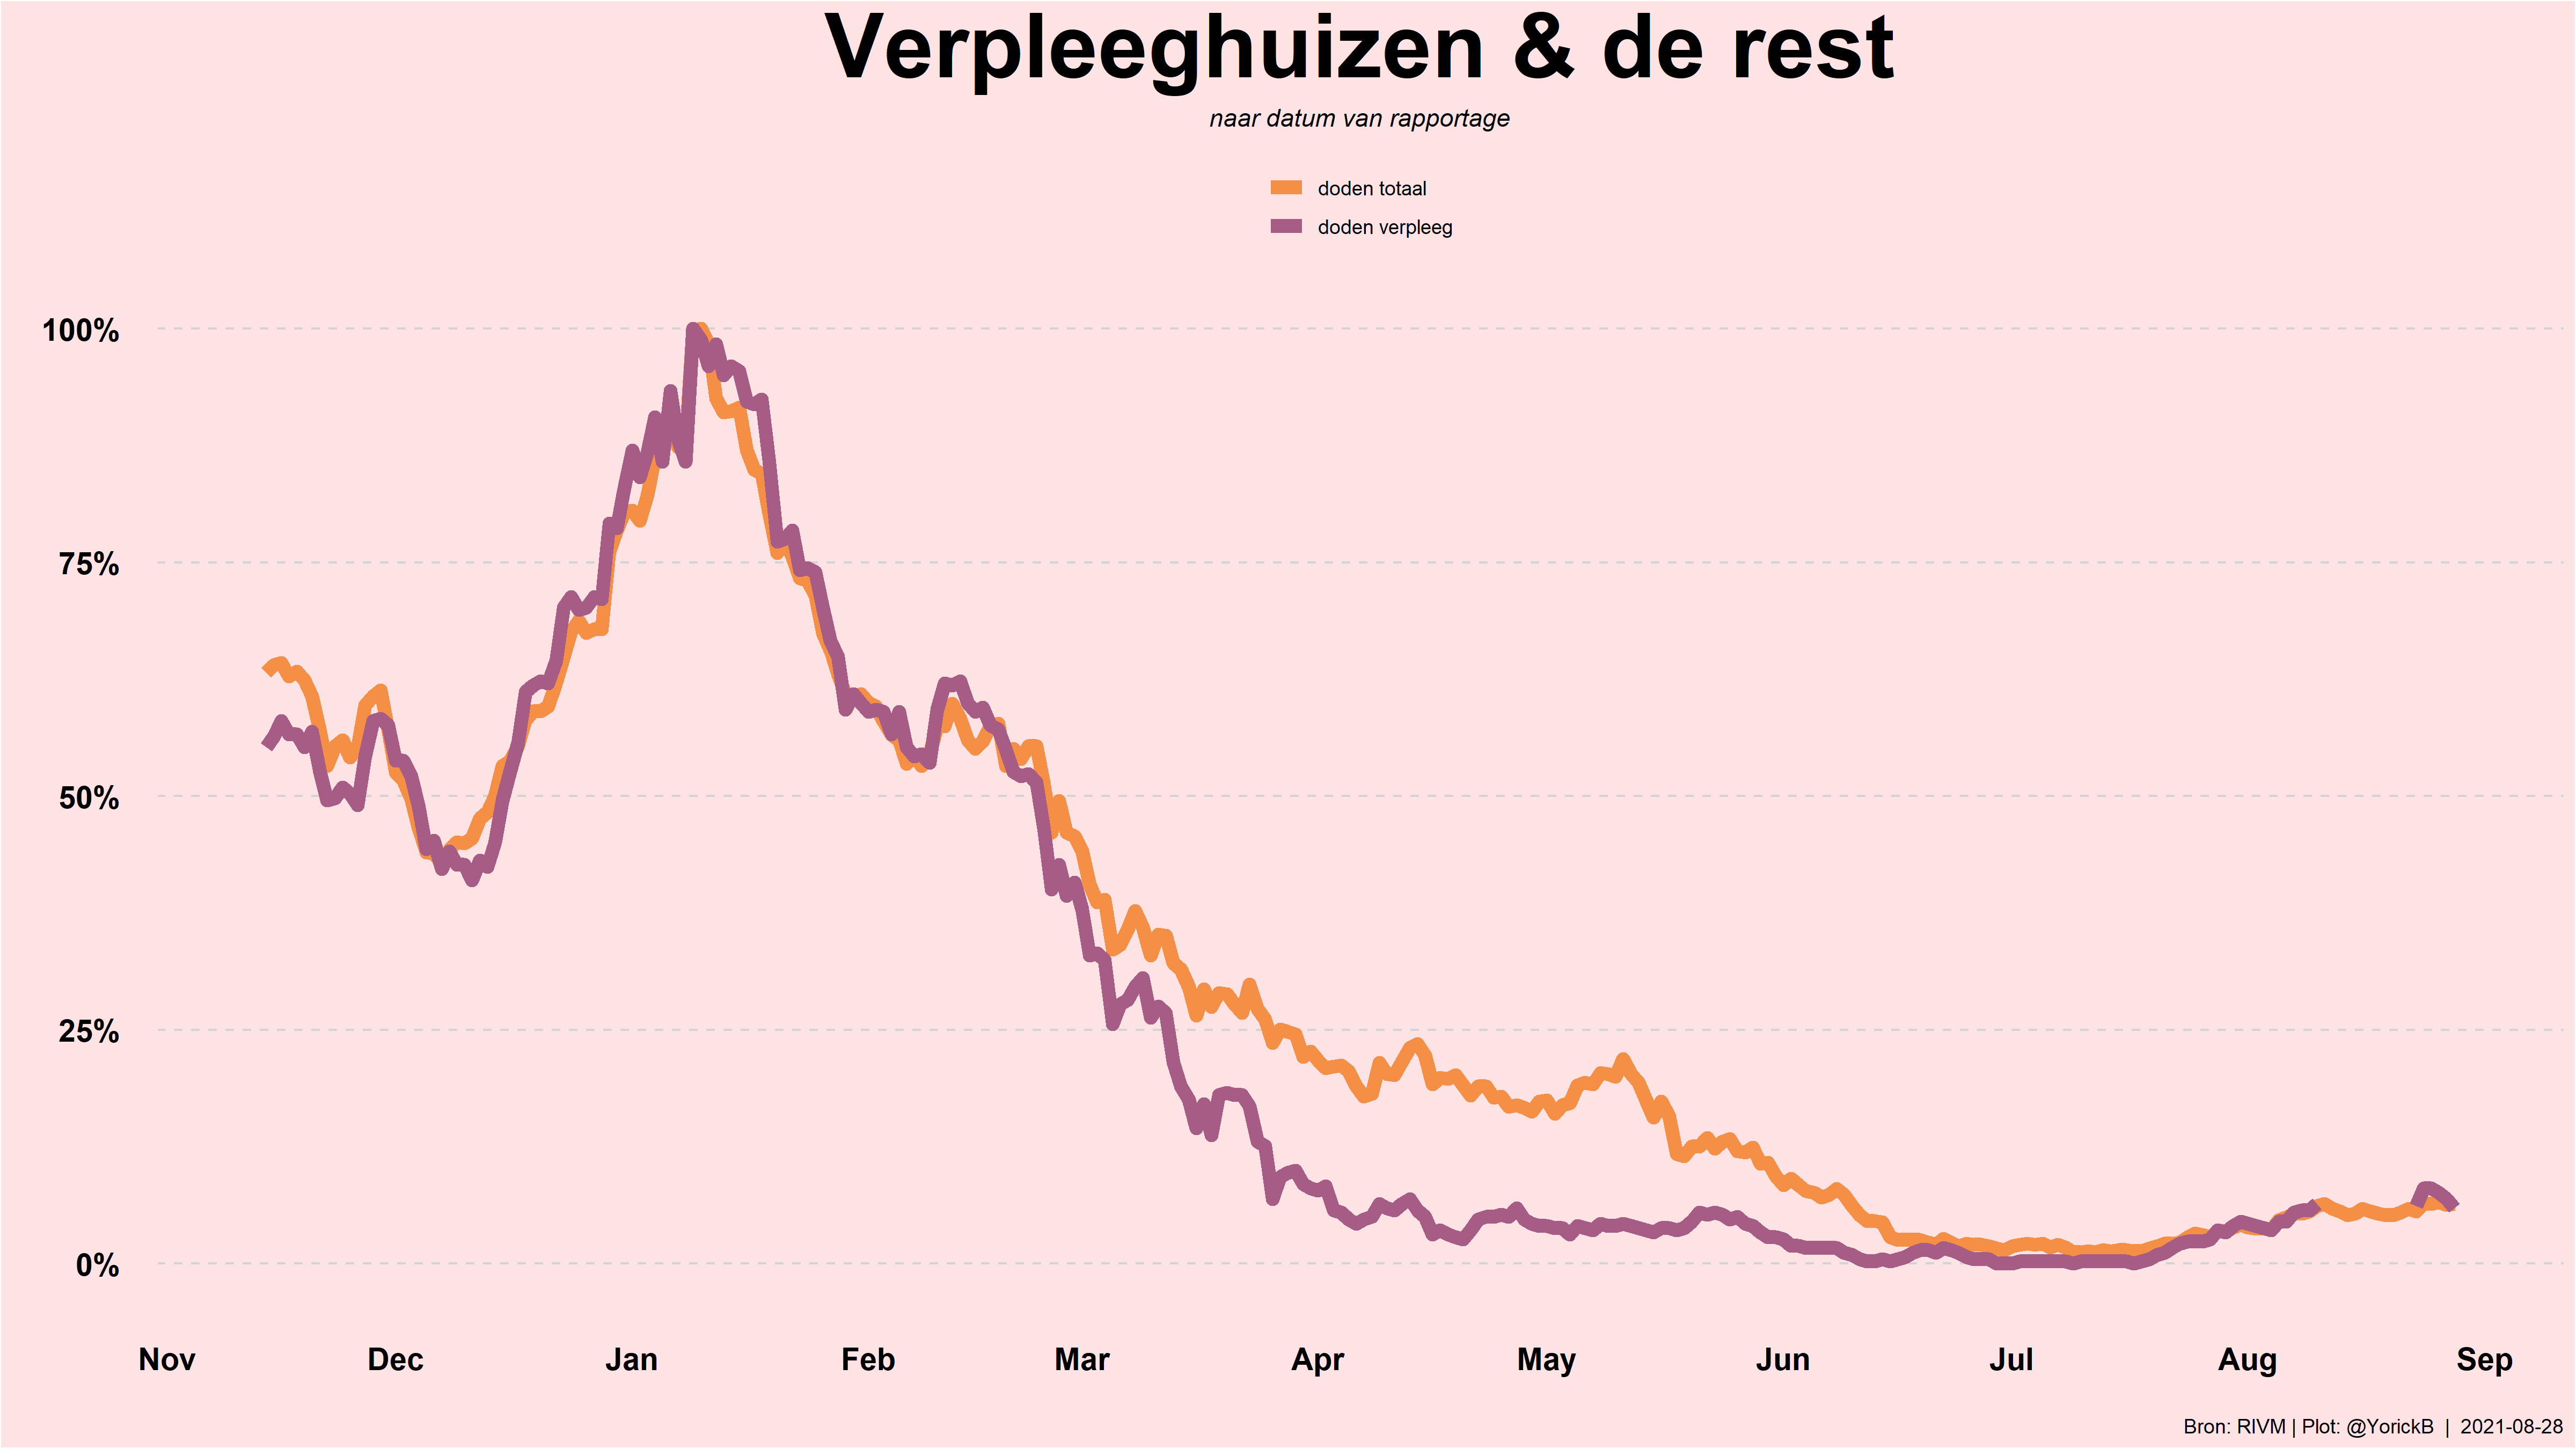 Verpleeghuizen & de rest
naar datum van rapportage
doden totaal
doden verpleeg
100%
75%
50%
25%
0%
Nov Dec Jan Feb Mar Apr May Jun Jul Aug Sep
Bron: RIVM | Plot: @YorickB | 2021-08-28